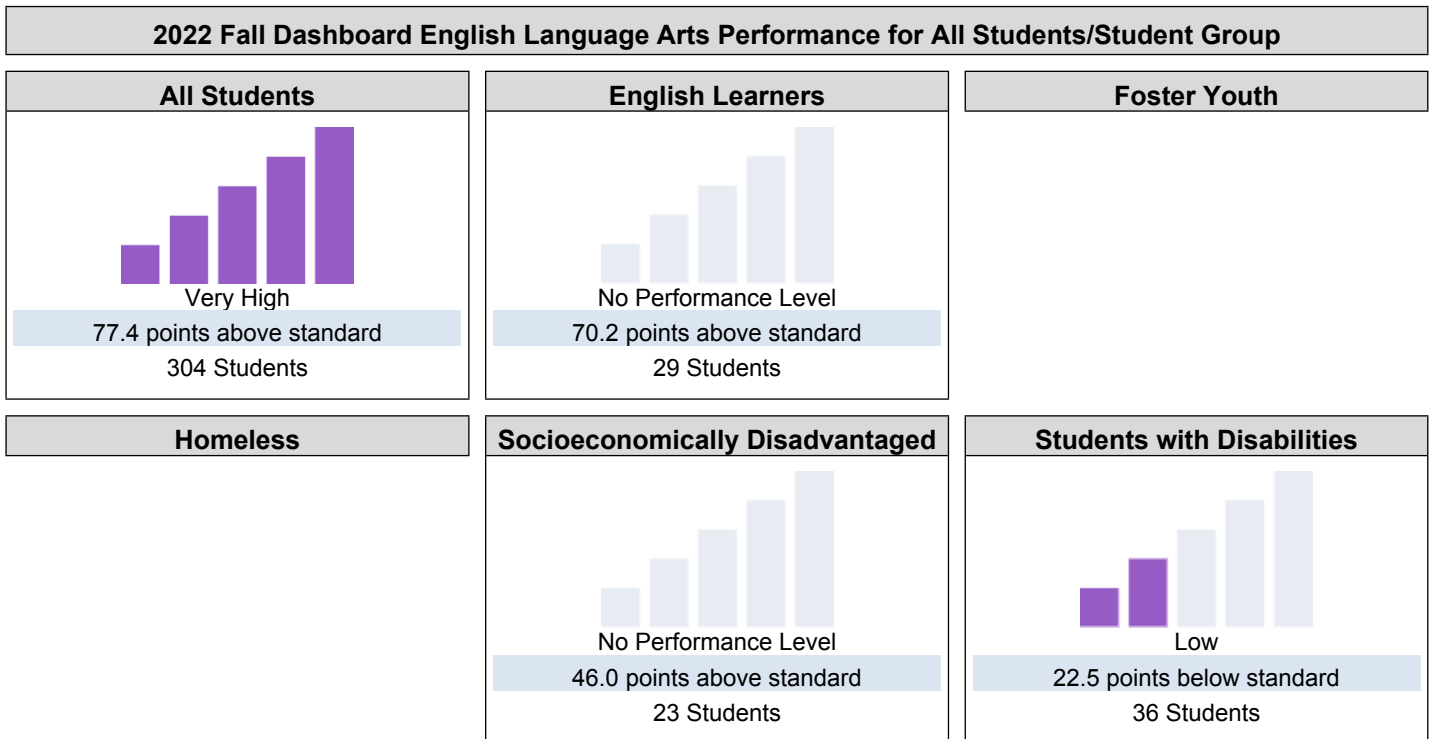 2022 Fall Dashboard English Language Arts Performance for All Students/Student Group
All Students
Very High
77.4 points above standard
304 Students
English Learners
No Performance Level
70.2 points above standard
29 Students
Foster Youth
Homeless
Socioeconomically Disadvantaged
No Performance Level
46.0 points above standard
23 Students
Students with Disabilities
Low
22.5 points below standard
36 Students